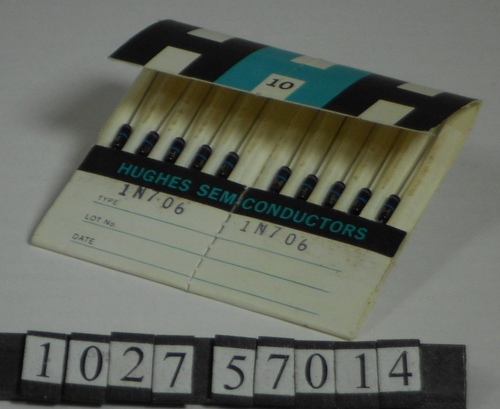 10
HUGHES SEMICONDUCTORS
1N706 1N706
TYPE
LOT No.
DATE
1027 57014